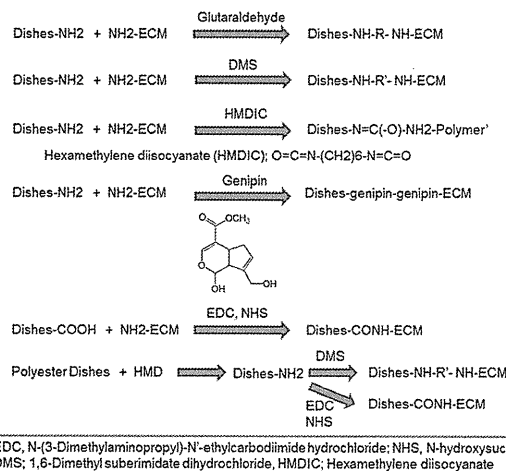 Glutaraldehyde
Dishes-NH2 + NH2-ECM Dishes-NH-R- NH-ECM
DMS
Dishes-NH2 + NH2-ECM Dishes-NH-R'- NH-ECM
HMDIC
Dishes-NH2 + NH2-ECM Dishes-N=C(-O)-NH2-Polymer'
Hexamethylene diisocyanate (HMDIC); O=C=N-(CH2)6-N=C=O
Genipin
Dishes-NH2 + NH2-ECM Dishes-genipin-genipin-ECM
O OCH3
O
OH OH
EDC, NHS
Dishes-COOH + NH2-ECM Dishes-CONH-ECM
DMS
Polyester Dishes + HMD Dishes-NH2 Dishes-NH-R'- NH-ECM
EDC Dishes-CONH-ECM
NHS
EDC, N-(3-Dimethylaminopropyl)-N'-ethylcarbodiimide hydrochloride; NHS, N-hydroxysuc
DMS; 1,6-Dimethyl suberimidate dihydrochloride, HMDIC; Hexamethylene diisocyanate